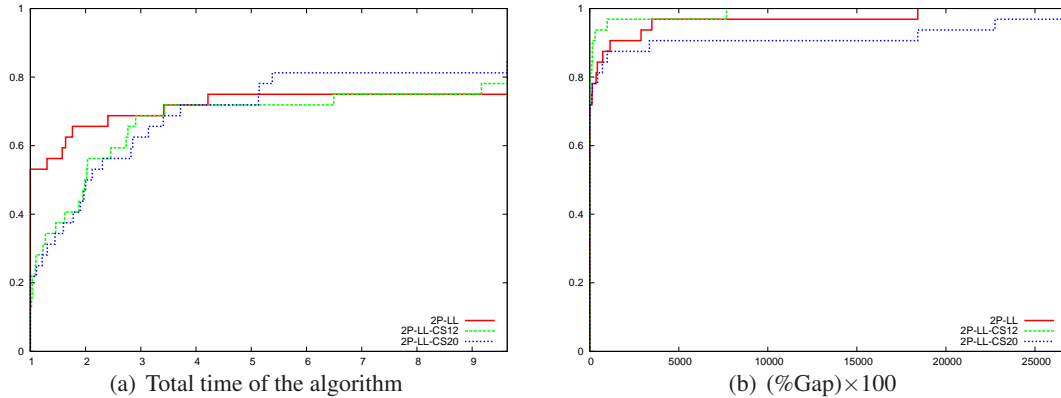 1
0.8
0.6
0.4
0.2
0
1 2 3 4 5 6 7 8 9
2P-LL
2P-LL-CS12
2P-LL-CS20
(a) Total time of the algorithm
1
0.8
0.6
0.4
0.2
0
0 5000 10000 15000 20000 25000
2P-LL
2P-LL-CS12
2P-LL-CS20
(b) (%Gap)×100